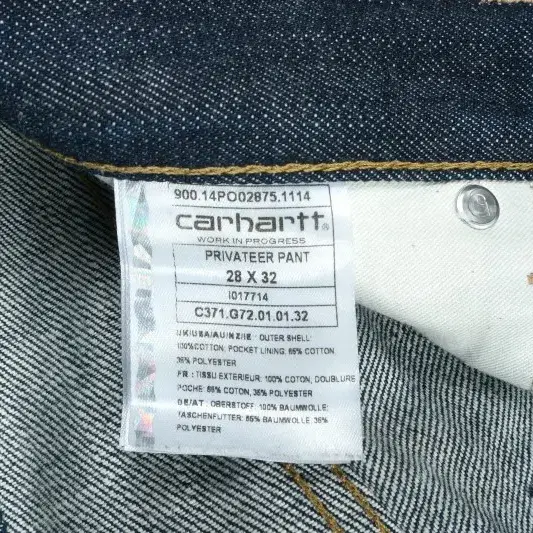 900.14PO02875.1114
carhartt®
WORK IN PROGRESS
PRIVATEER PANT
28 X 32
I017714
C371.G72.01.01.32
UK/USA/AU/NZ/IE: OUTER SHELL:
100%COTTON, POCKET LINING: 65% COTTON,
35% POLYESTER
FR : TISSU EXTERIEUR: 100% COTON, DOUBLURE
POCHE: 65% COTON, 35% POLYESTER
DE/AT: OBERSTOFF: 100% BAUMWOLLE;
TASCHENFUTTER: 65% BAUMWOLLE, 35%
POLYESTER